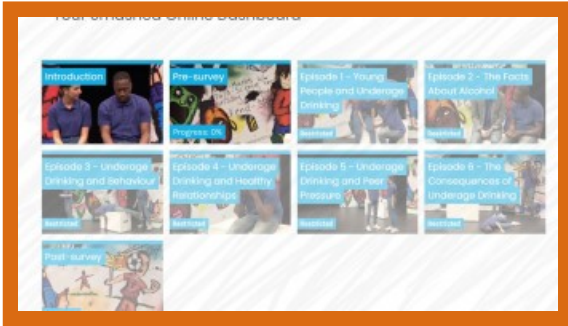 Your Smashed Online Dashboard
Introduction
Pre-survey
Progress: 0%
Episode 1 - Young
People and Underage
Drinking
Restricted
Episode 2 - The Facts
About Alcohol
Restricted
Episode 3 - Underage
Drinking and Behaviour
Restricted
Episode 4 - Underage
Drinking and Healthy
Relationships
Restricted
Episode 5 - Underage
Drinking and Peer
Pressure
Restricted
Episode 6 - The
Consequences of
Underage Drinking
Restricted
Post-survey